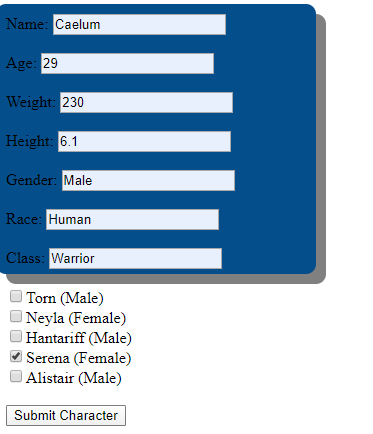 Name: Caelum
Age: 29
Weight: 230
Height: 6.1
Gender: Male
Race: Human
Class: Warrior
Torn (Male)
Neyla (Female)
Hantariff (Male)
Serena (Female)
Alistair (Male)
Submit Character